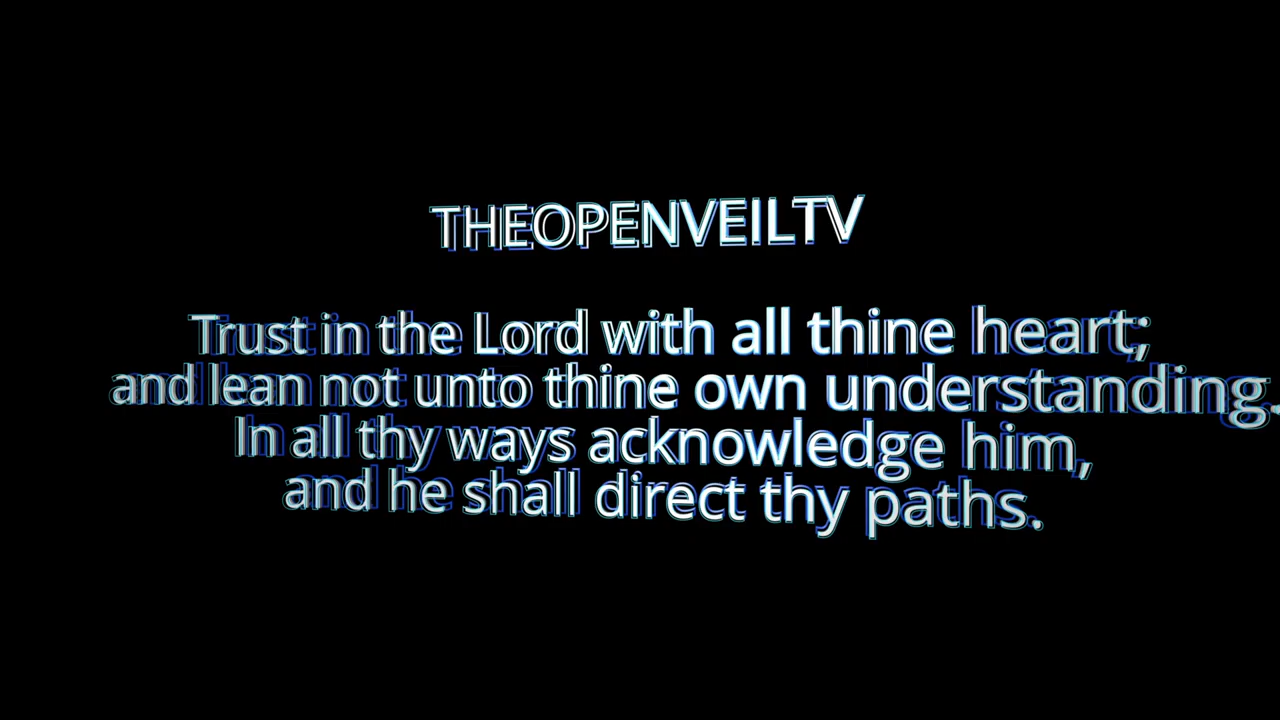 THEOPENVEILTV
Trust in the Lord with all thine heart;
and lean not unto thine own understanding.
In all thy ways acknowledge him,
and he shall direct thy paths.